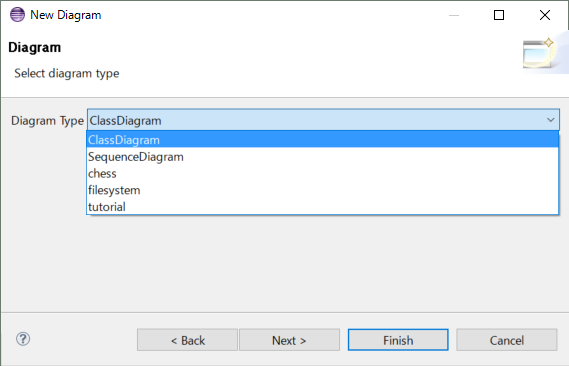 New Diagram
Diagram
Select diagram type
Diagram Type ClassDiagram
ClassDiagram
SequenceDiagram
chess
filesystem
tutorial
? < Back Next > Finish Cancel